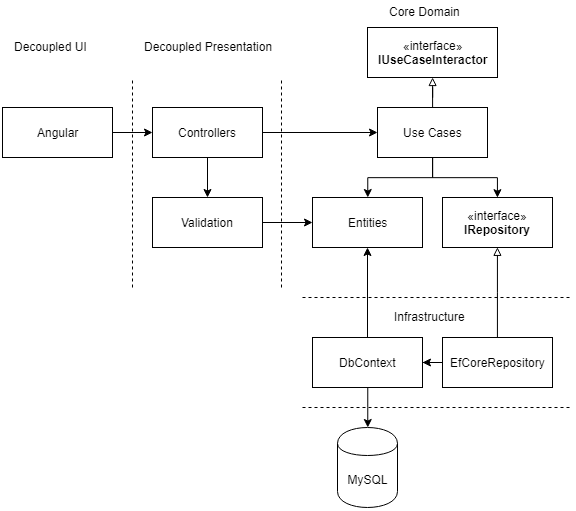 Core Domain
Decoupled UI
Decoupled Presentation
«interface»
IUseCaseInteractor
Angular
Controllers
Use Cases
Validation
Entities
«interface»
IRepository
Infrastructure
DbContext
EfCoreRepository
MySQL